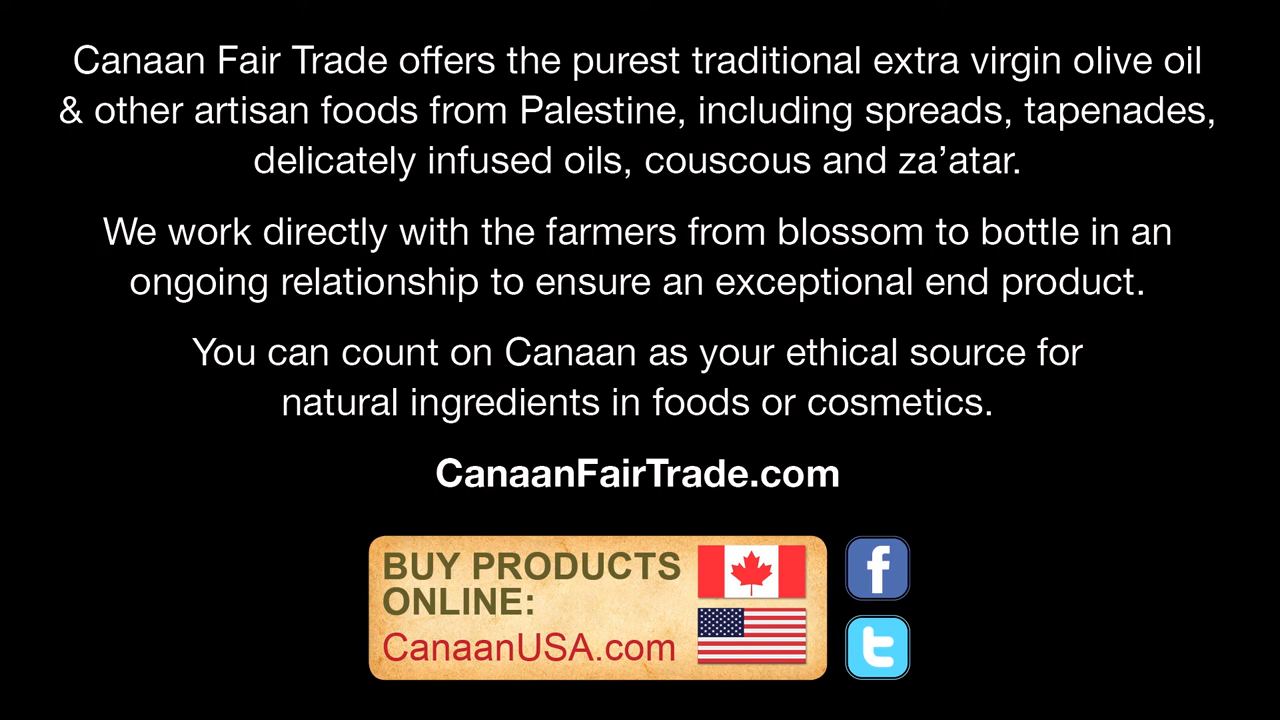 Canaan Fair Trade offers the purest traditional extra virgin olive oil
& other artisan foods from Palestine, including spreads, tapenades,
delicately infused oils, couscous and za’atar.
We work directly with the farmers from blossom to bottle in an
ongoing relationship to ensure an exceptional end product.
You can count on Canaan as your ethical source for
natural ingredients in foods or cosmetics.
CanaanFairTrade.com
BUY PRODUCTS
ONLINE:
CanaanUSA.com
f
t